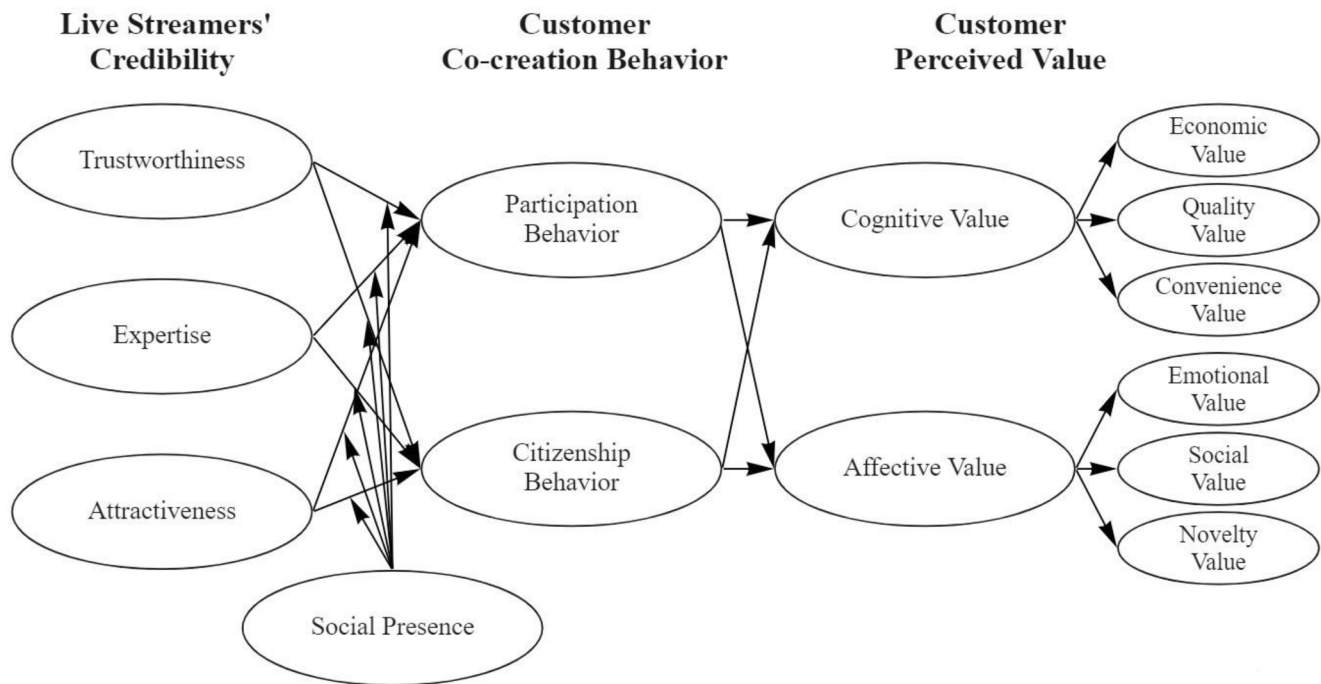 Live Streamers'
Credibility
Customer
Co-creation Behavior
Customer
Perceived Value
Trustworthiness
Expertise
Attractiveness
Social Presence
Participation
Behavior
Citizenship
Behavior
Cognitive Value
Affective Value
Economic
Value
Quality
Value
Convenience
Value
Emotional
Value
Social
Value
Novelty
Value